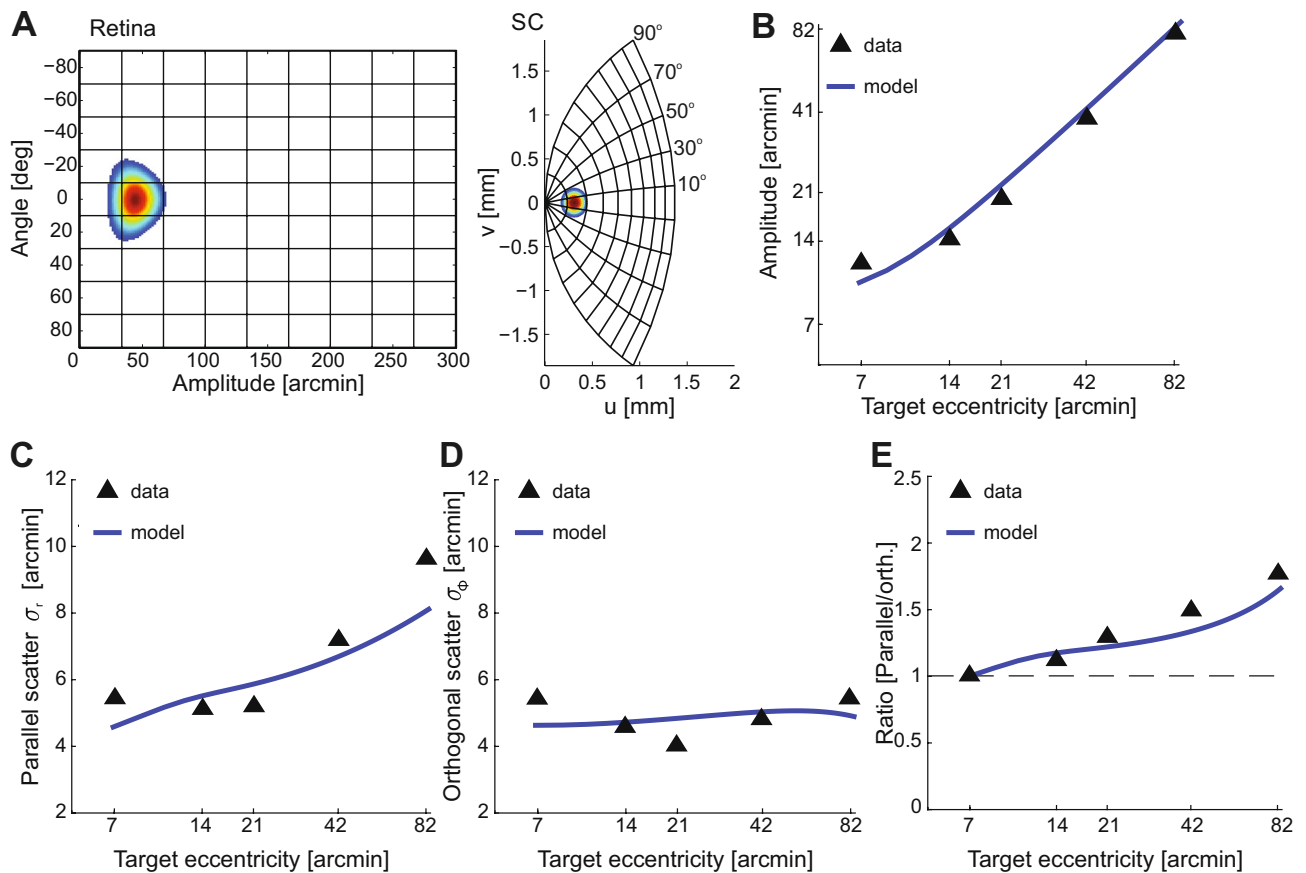 A
Retina
Angle [deg]
−80
−60
−40
−20
0
20
40
60
80
0 50 100 150 200 250 300
Amplitude [arcmin]
SC
90°
70°
50°
30°
10°
v [mm]
1.5
1
0.5
0
−0.5
−1
−1.5
0 0.5 1 1.5 2
u [mm]
B
data
model
Amplitude [arcmin]
82
41
21
14
7
7 14 21 42 82
Target eccentricity [arcmin]
C
data
model
Parallel scatter σr [arcmin]
12
10
8
6
4
2
7 14 21 42 82
Target eccentricity [arcmin]
D
data
model
Orthogonal scatter σΦ [arcmin]
12
10
8
6
4
2
7 14 21 42 82
Target eccentricity [arcmin]
E
data
model
Ratio [Parallel/orth.]
2.5
2
1.5
1
0.5
0
7 14 21 42 82
Target eccentricity [arcmin]